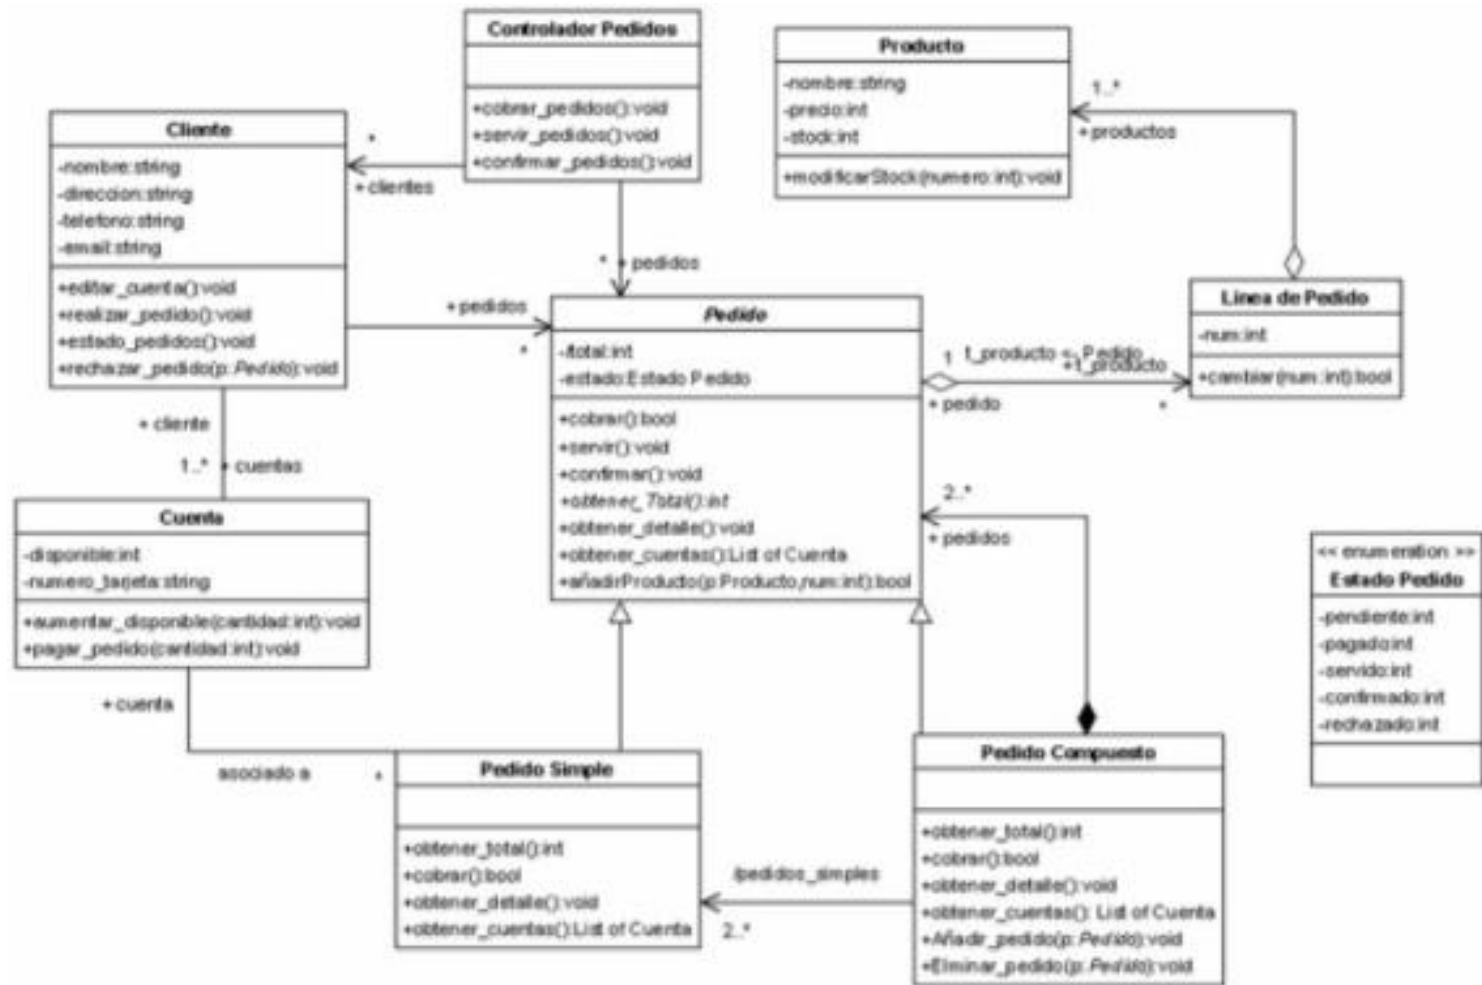 Controlador Pedidos
+cobrar_pedidos():void
+servir_pedidos():void
+confirmar_pedidos():void
Producto
-nombre:string
-precio:int
-stock:int
+modificarStock(numero:int):void
1..*
+ productos
Cliente
-nombre:string
-direccion:string
-telefono:string
-email:string
+editar_cuenta():void
+realizar_pedido():void
+estado_pedidos():void
+rechazar_pedido(p: Pedido):void
*
+ clientes
* + pedidos
+ pedidos
*
Pedido
-/total:int
-estado:Estado Pedido
+cobrar():bool
+servir():void
+confirmar():void
+obtener_Total():int
+obtener_detalle():void
+obtener_cuentas():List of Cuenta
+añadirProducto(p:Producto,num:int):bool
1
t_producto <- Pedido
+t_producto
+ pedido
*
Linea de Pedido
-num:int
+cambiar(num:int):bool
+ cliente
1..* + cuentas
Cuenta
-disponible:int
-numero_tarjeta:string
+aumentar_disponible(cantidad:int):void
+pagar_pedido(cantidad:int):void
2..*
+ pedidos
<< enumeration >>
Estado Pedido
-pendiente:int
-pagado:int
-servido:int
-confirmado:int
-rechazado:int
+ cuenta
asociado a
*
Pedido Simple
+obtener_total():int
+cobrar():bool
+obtener_detalle():void
+obtener_cuentas():List of Cuenta
/pedidos_simples
2..*
Pedido Compuesto
+obtener_total():int
+cobrar():bool
+obtener_detalle():void
+obtener_cuentas(): List of Cuenta
+Añadir_pedido(p: Pedido):void
+Elminar_pedido(p: Pedido):void